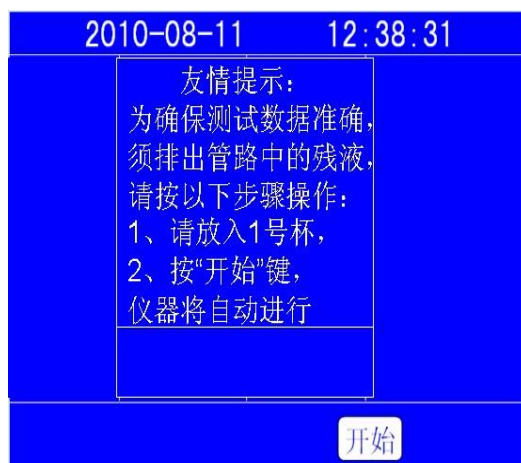 2010-08-11 12:38:31
友情提示:
为确保测试数据准确,
须排出管路中的残液,
请按以下步骤操作:
1、请放入1号杯,
2、按“开始”键,
仪器将自动进行
开始